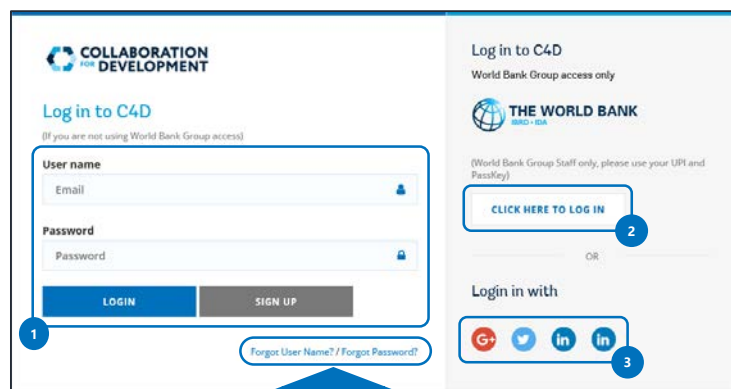 COLLABORATION
FOR DEVELOPMENT
Log in to C4D
(If you are not using World Bank Group access)
User name
Email
Password
Password
LOGIN
SIGN UP
1
Forgot User Name? / Forgot Password?
Log in to C4D
World Bank Group access only
THE WORLD BANK
IBRD • IDA
(World Bank Group Staff only, please use your UPI and
PassKey)
CLICK HERE TO LOG IN
2
OR
Login in with
G+
in
in
3